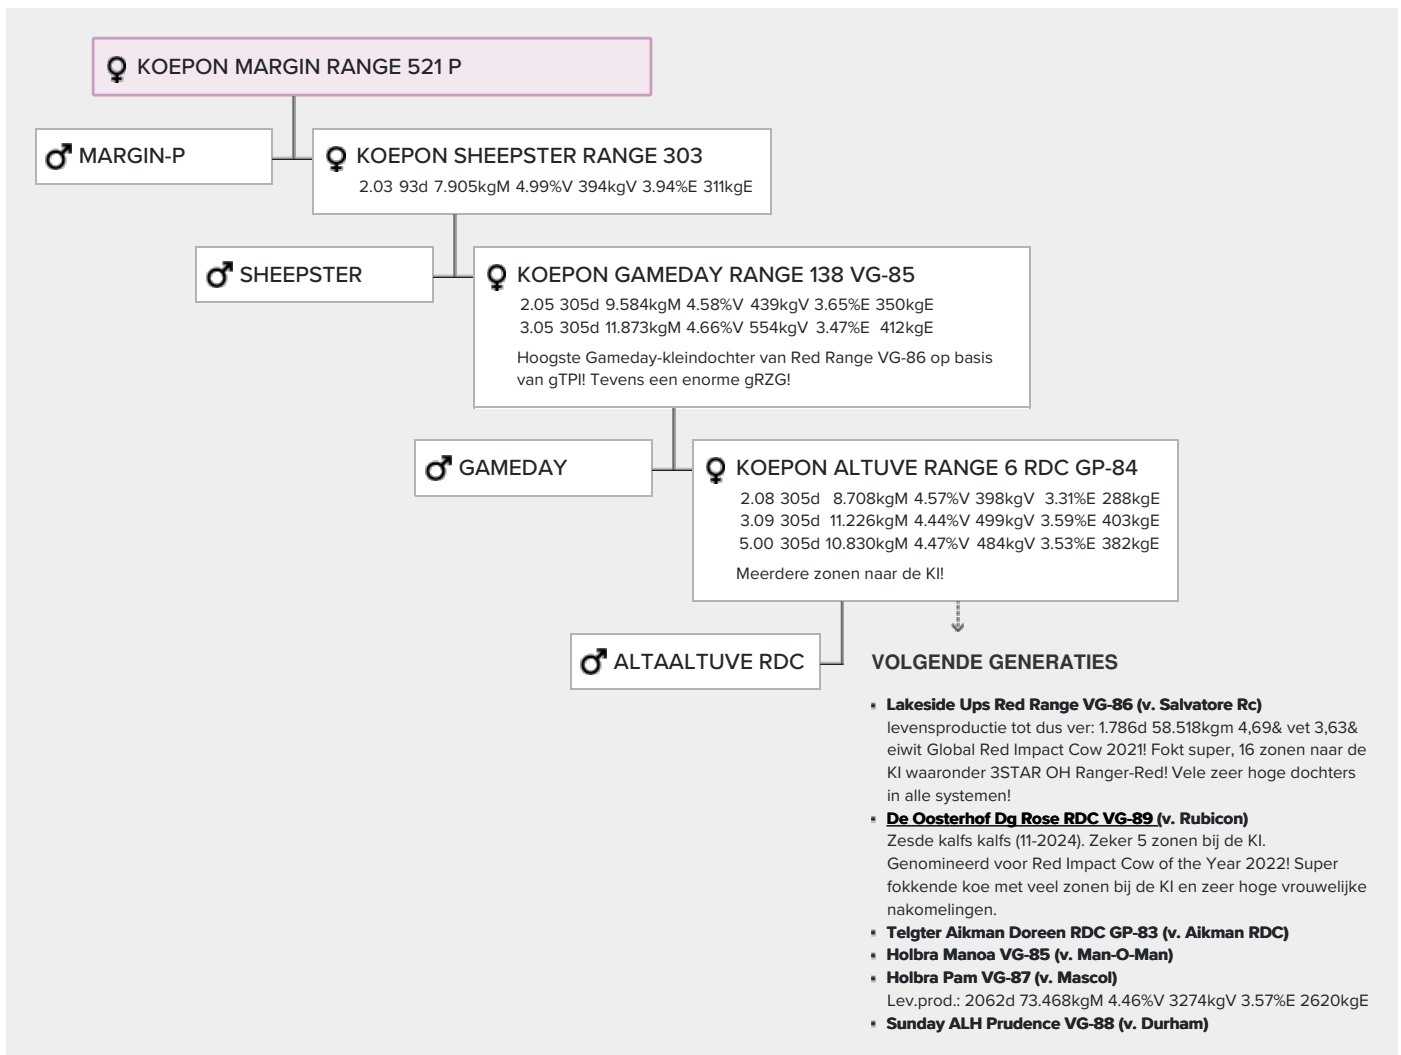 KOEPON MARGIN RANGE 521 P
MARGIN-P
KOEPON SHEEPSTER RANGE 303
2.03 93d 7.905kgM 4.99%V 394kgV 3.94%E 311kgE
SHEEPSTER
KOEPON GAMEDAY RANGE 138 VG-85
2.05 305d 9.584kgM 4.58%V 439kgV 3.65%E 350kgE
3.05 305d 11.873kgM 4.66%V 554kgV 3.47%E 412kgE
Hoogste Gameday-kleindochter van Red Range VG-86 op basis
van gTPI! Tevens een enorme gRZG!
GAMEDAY
KOEPON ALTUVE RANGE 6 RDC GP-84
2.08 305d 8.708kgM 4.57%V 398kgV 3.31%E 288kgE
3.09 305d 11.226kgM 4.44%V 499kgV 3.59%E 403kgE
5.00 305d 10.830kgM 4.47%V 484kgV 3.53%E 382kgE
Meerdere zonen naar de KI!
ALTAALTUVE RDC
VOLGENDE GENERATIES
Lakeside Ups Red Range VG-86 (v. Salvatore Rc)
levensproductie tot dus ver: 1.786d 58.518kgm 4,69& vet 3,63&
eiwit Global Red Impact Cow 2021! Fokt super, 16 zonen naar de
KI waaronder 3STAR OH Ranger-Red! Vele zeer hoge dochters
in alle systemen!
De Oosterhof Dg Rose RDC VG-89 (v. Rubicon)
Zesde kalfs kalfs (11-2024). Zeker 5 zonen bij de KI.
Genomineerd voor Red Impact Cow of the Year 2022! Super
fokkende koe met veel zonen bij de KI en zeer hoge vrouwelijke
nakomelingen.
Telgter Aikman Doreen RDC GP-83 (v. Aikman RDC)
Holbra Manoa VG-85 (v. Man-O-Man)
Holbra Pam VG-87 (v. Mascol)
Lev.prod.: 2062d 73.468kgM 4.46%V 3274kgV 3.57%E 2620kgE
Sunday ALH Prudence VG-88 (v. Durham)